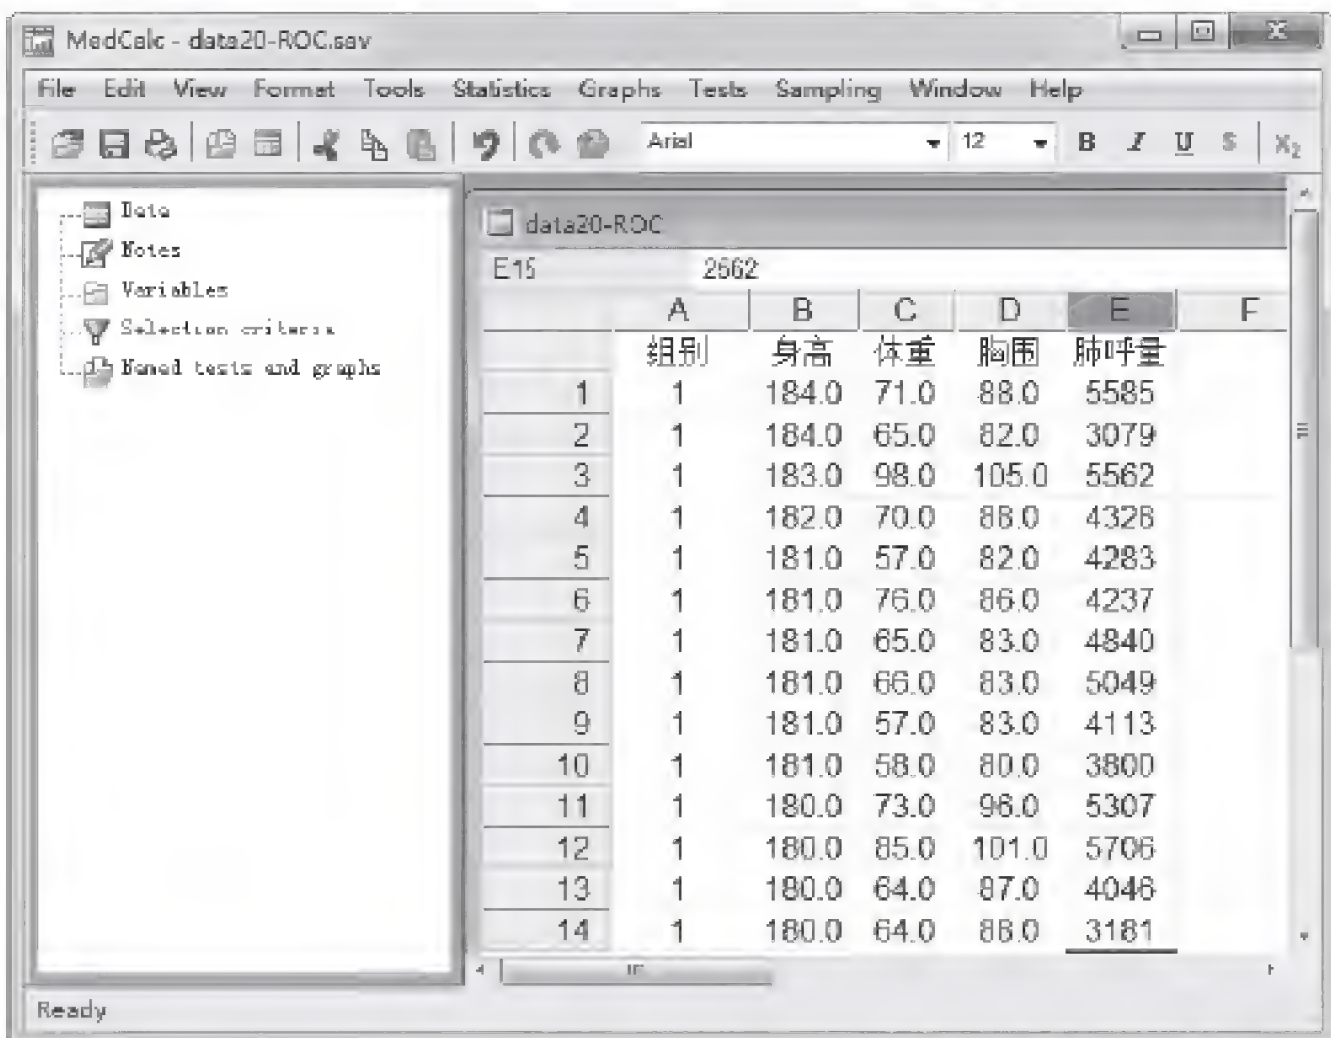 MedCalc - data20-ROC.sav
File Edit View Format Tools Statistics Graphs Tests Sampling Window Help
Arial 12 B I U S X₂
Data
Notes
Variables
Selection criteria
Named tests and graphs
data20-ROC
E15 2662
A B C D E F
组别 身高 体重 胸围 肺呼量
1 1 184.0 71.0 88.0 5585
2 1 184.0 65.0 82.0 3079
3 1 183.0 98.0 105.0 5562
4 1 182.0 70.0 88.0 4328
5 1 181.0 57.0 82.0 4283
6 1 181.0 76.0 86.0 4237
7 1 181.0 65.0 83.0 4840
8 1 181.0 66.0 83.0 5049
9 1 181.0 57.0 83.0 4113
10 1 181.0 58.0 80.0 3800
11 1 180.0 73.0 96.0 5307
12 1 180.0 85.0 101.0 5706
13 1 180.0 64.0 87.0 4046
14 1 180.0 64.0 88.0 3181
Ready